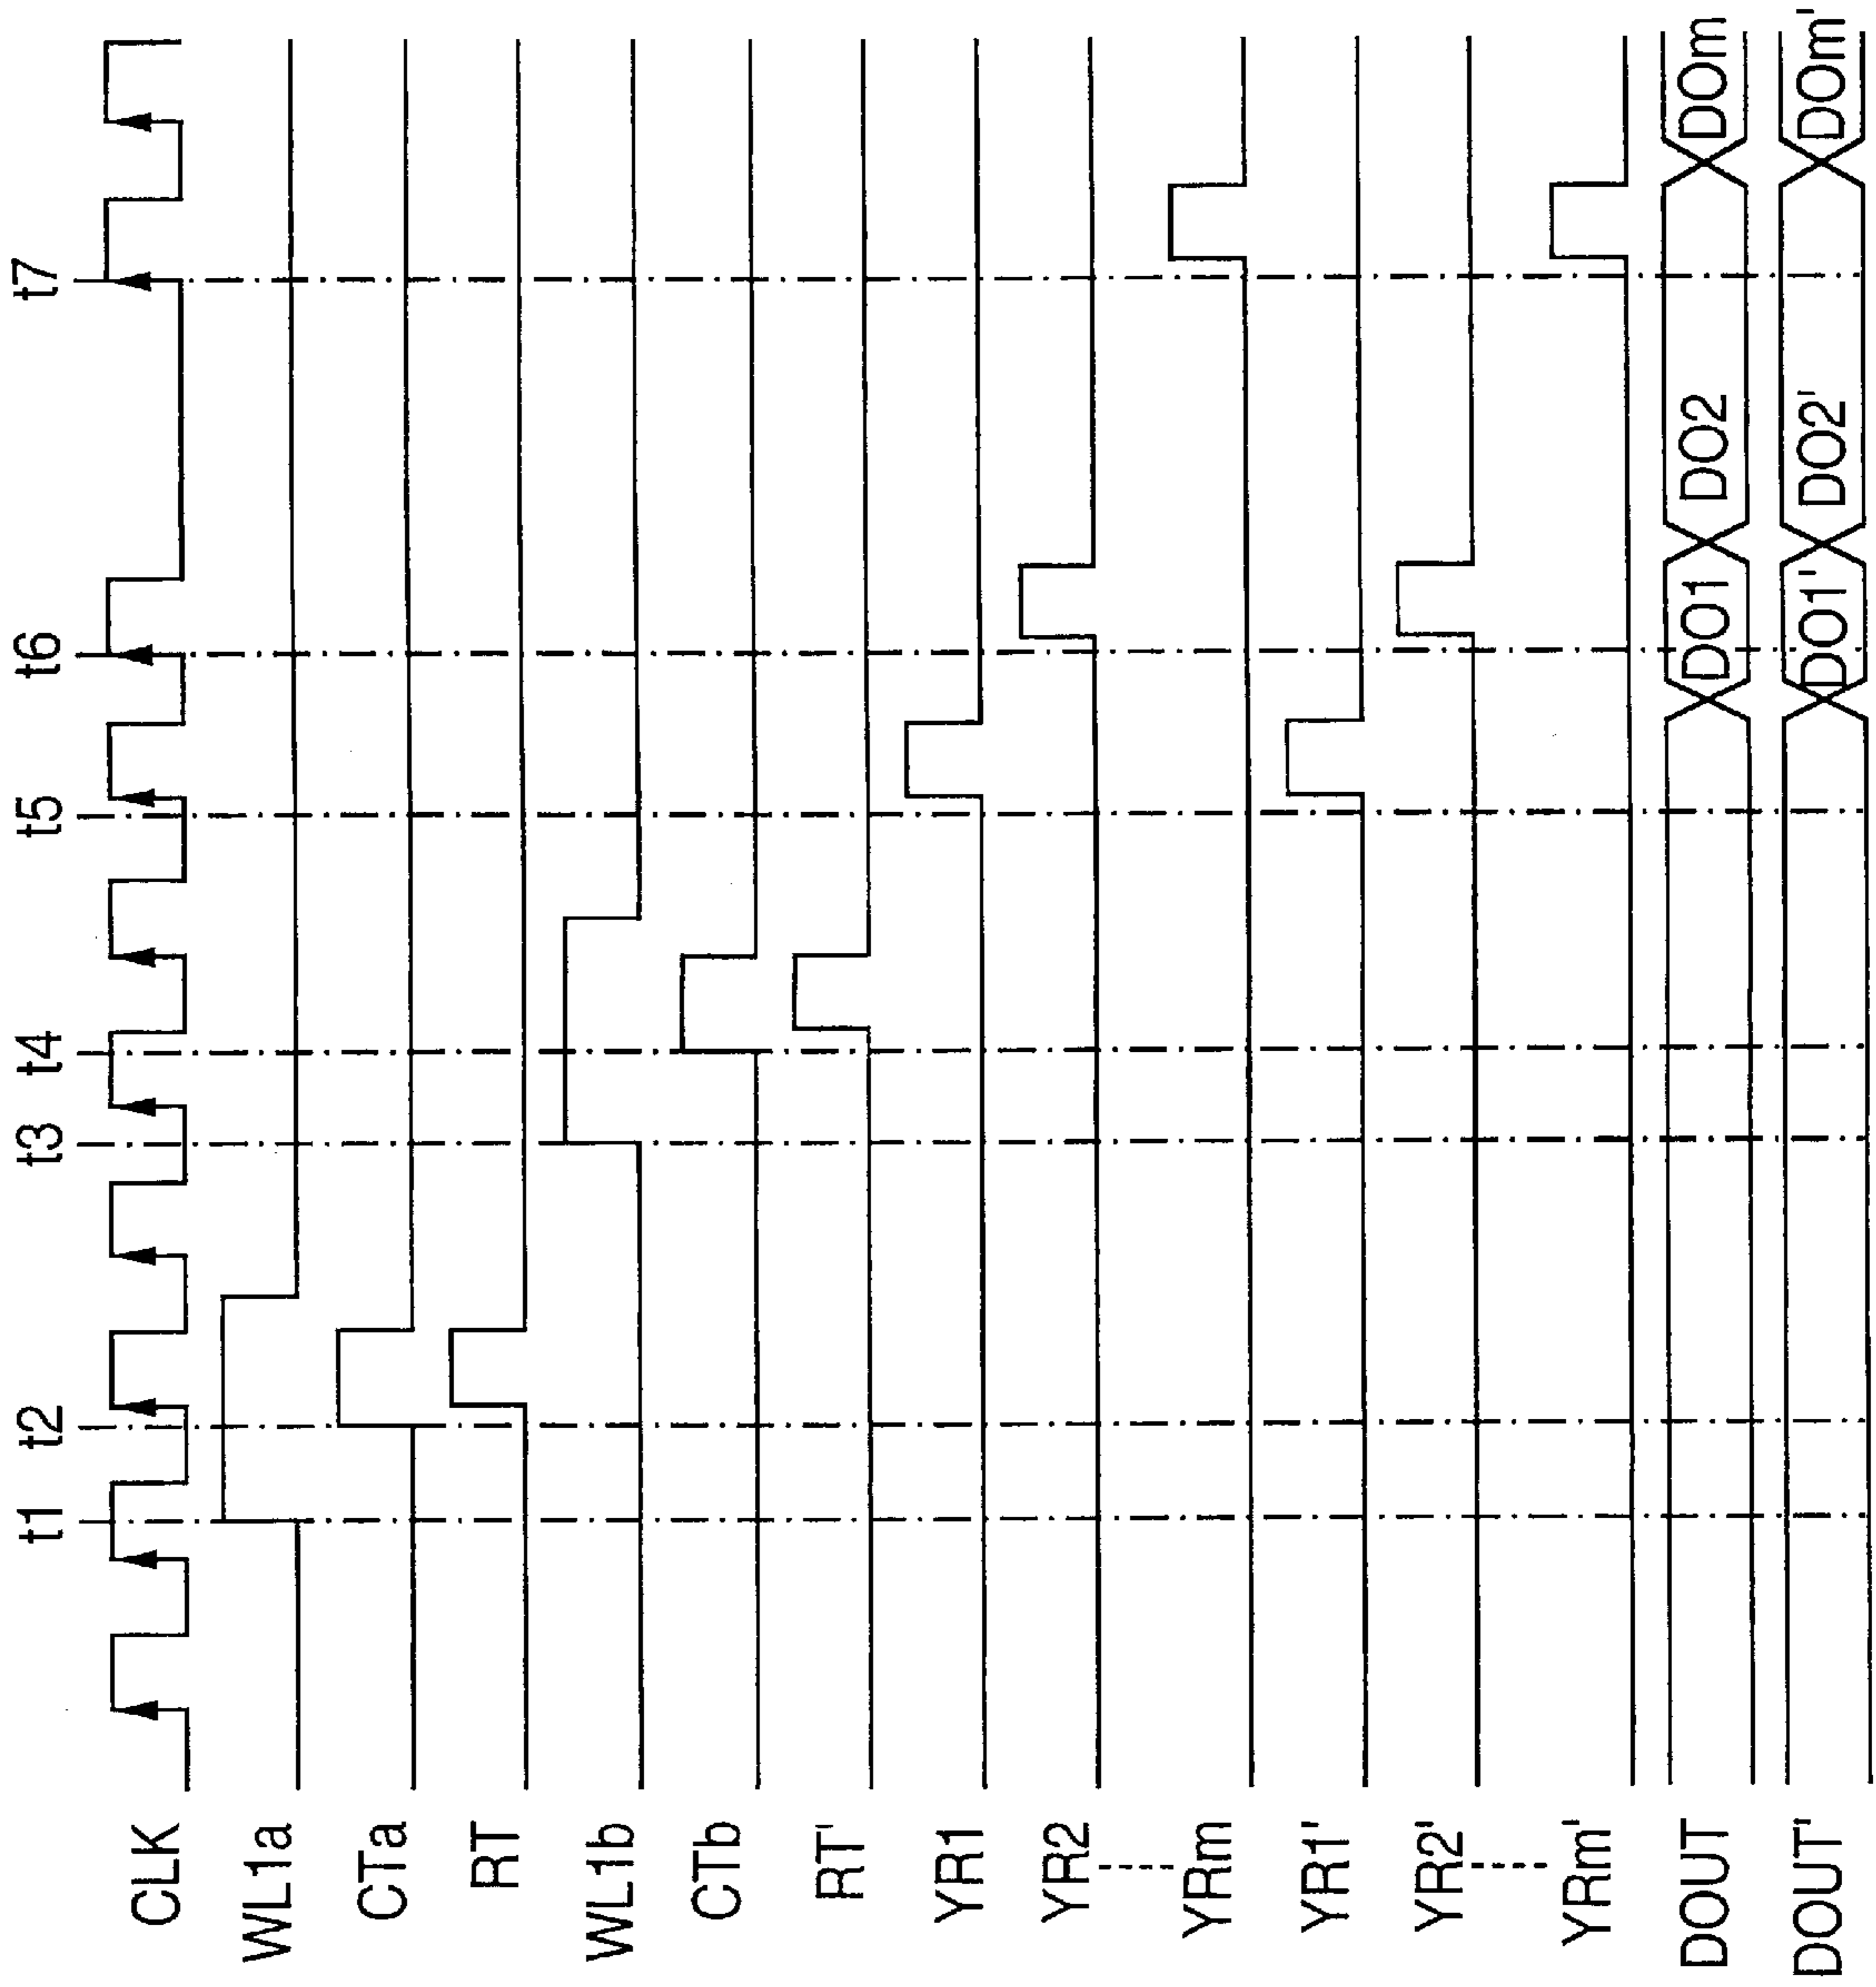 t1 t2 t3 t4 t5 t6 t7
CLK
WL1a
CTa
RT
WL1b
CTb
RT'
YR1
YR2
YRm
YR1'
YR2'
YRm'
DOUT DO1 DO2 DOm
DOUT' DO1' DO2' DOm'